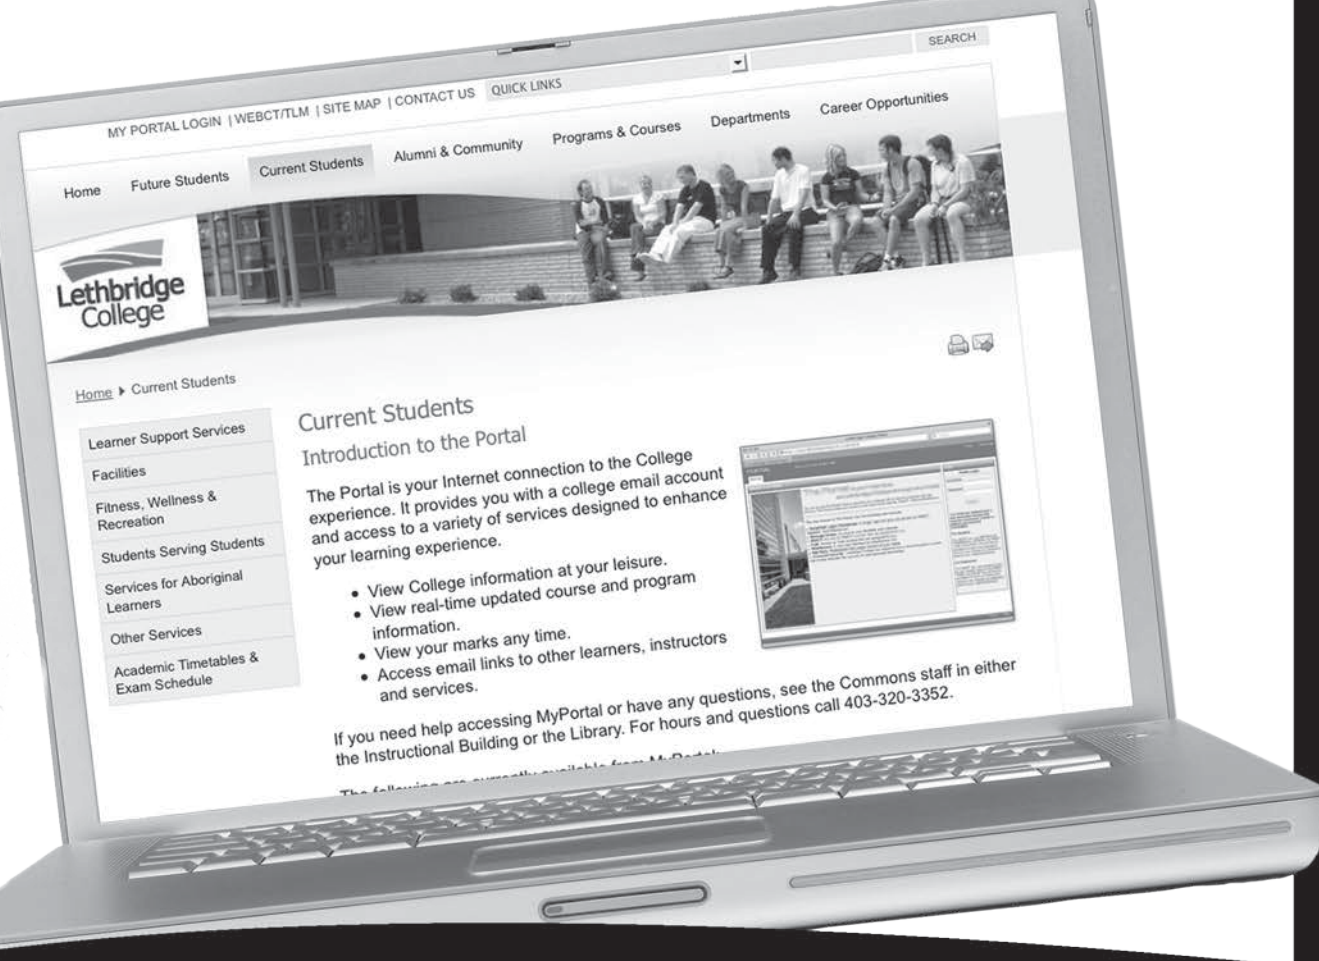 SEARCH
MY PORTAL LOGIN | WEBCT/TLM | SITE MAP | CONTACT US QUICK LINKS
Home Future Students Current Students Alumni & Community Programs & Courses Departments Career Opportunities
Lethbridge
College
Home Current Students
Learner Support Services
Facilities
Fitness, Wellness &
Recreation
Students Serving Students
Services for Aboriginal
Learners
Other Services
Academic Timetables &
Exam Schedule
Current Students
Introduction to the Portal
The Portal is your Internet connection to the College
experience. It provides you with a college email account
and access to a variety of services designed to enhance
your learning experience.
• View College information at your leisure.
• View real-time updated course and program
information.
• View your marks any time.
• Access email links to other learners, instructors
and services.
If you need help accessing MyPortal or have any questions, see the Commons staff in either
the Instructional Building or the Library. For hours and questions call 403-320-3352.
The following are currently available from MyPortal: